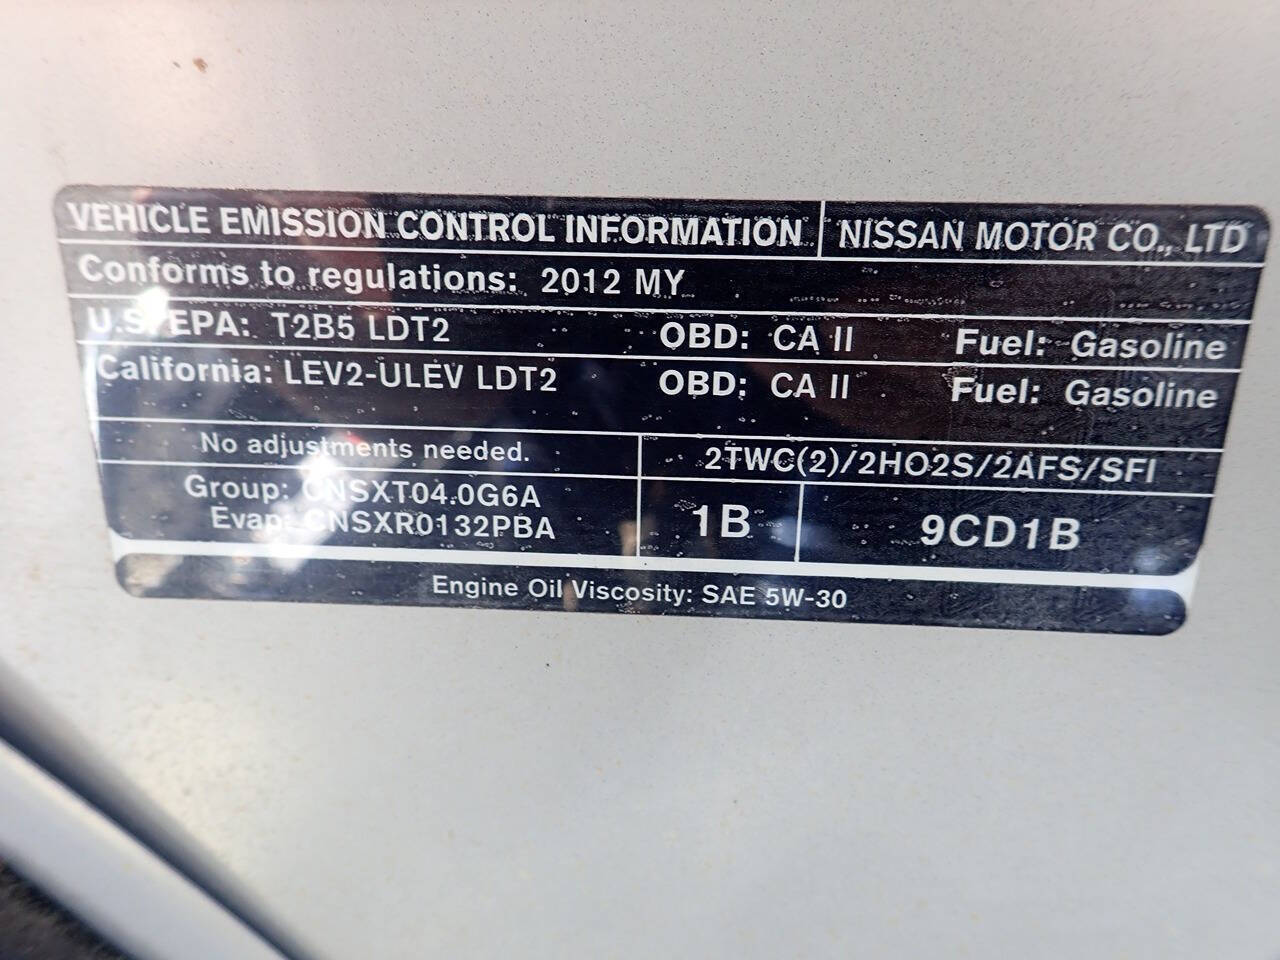 VEHICLE EMISSION CONTROL INFORMATION NISSAN MOTOR CO., LTD
Conforms to regulations: 2012 MY
U.S. EPA: T2B5 LDT2 OBD: CA II Fuel: Gasoline
California: LEV2-ULEV LDT2 OBD: CA II Fuel: Gasoline
No adjustments needed. 2TWC(2)/2HO2S/2AFS/SFI
Group: CNSXT04.0G6A
Evap: CNSXR0132PBA
1B 9CD1B
Engine Oil Viscosity: SAE 5W-30